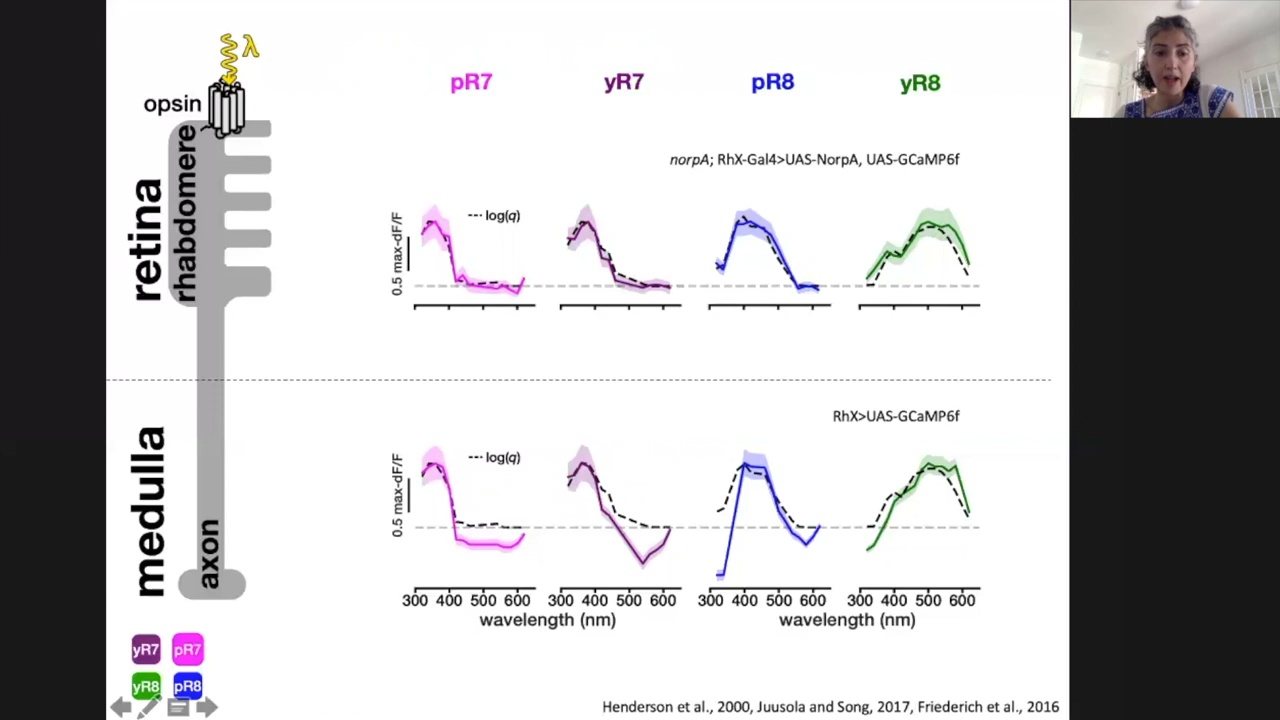 λ
opsin
retina
rhabdomere
pR7
yR7
pR8
yR8
norpA; RhX-Gal4>UAS-NorpA, UAS-GCaMP6f
0.5 max-dF/F
--- log(q)
medulla
axon
RhX>UAS-GCaMP6f
0.5 max-dF/F
--- log(q)
300 400 500 600
300 400 500 600
300 400 500 600
300 400 500 600
wavelength (nm)
wavelength (nm)
yR7 pR7
yR8 pR8
Henderson et al., 2000, Juusola and Song, 2017, Friederich et al., 2016